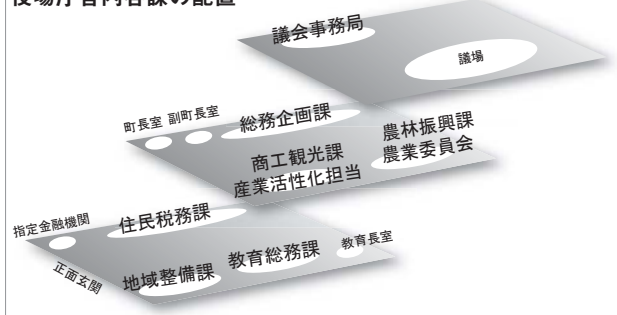 役場庁舎内各課の配置
議会事務局
議場
町長室 副町長室
総務企画課
農林振興課
農業委員会
商工観光課
産業活性化担当
指定金融機関
住民税務課
正面玄関
地域整備課
教育総務課
教育長室